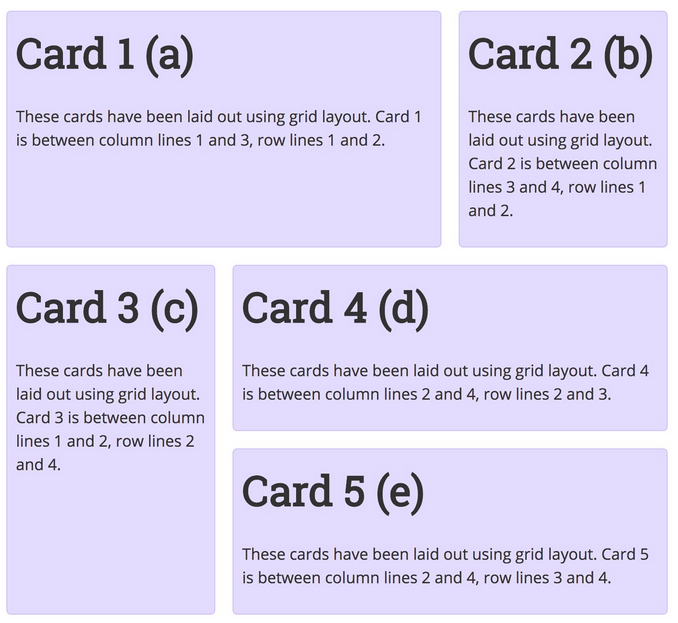 Card 1 (a)
These cards have been laid out using grid layout. Card 1
is between column lines 1 and 3, row lines 1 and 2.
Card 2 (b)
These cards have been
laid out using grid layout.
Card 2 is between column
lines 3 and 4, row lines 1
and 2.
Card 3 (c)
These cards have been
laid out using grid layout.
Card 3 is between column
lines 1 and 2, row lines 2
and 4.
Card 4 (d)
These cards have been laid out using grid layout. Card 4
is between column lines 2 and 4, row lines 2 and 3.
Card 5 (e)
These cards have been laid out using grid layout. Card 5
is between column lines 2 and 4, row lines 3 and 4.